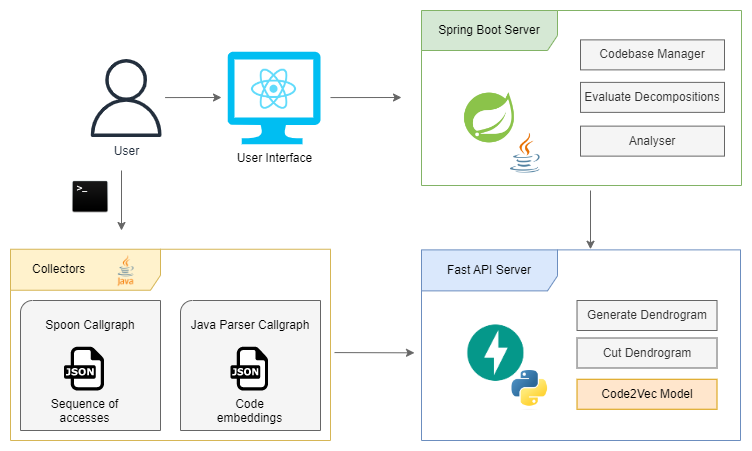 Spring Boot Server
Codebase Manager
Evaluate Decompositions
Analyser
User
User Interface
>_
Collectors
Java
Spoon Callgraph
JSON
Sequence of
accesses
Java Parser Callgraph
JSON
Code
embeddings
Fast API Server
Generate Dendrogram
Cut Dendrogram
Code2Vec Model